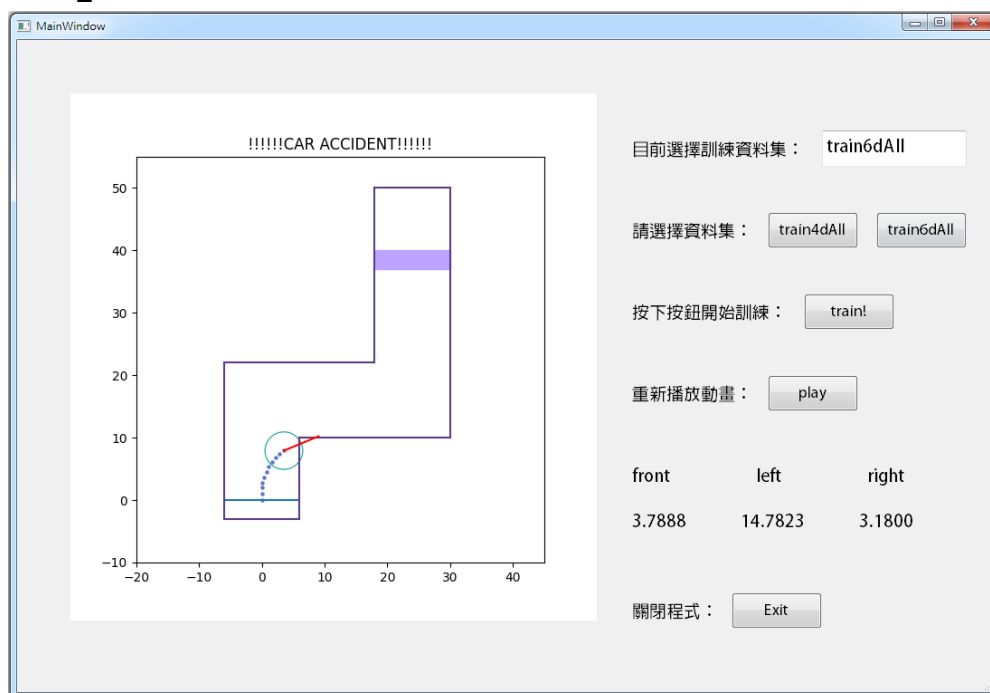 MainWindow
!!!!!!CAR ACCIDENT!!!!!!
50
40
30
20
10
0
−10
−20 −10 0 10 20 30 40
目前選擇訓練資料集： train6dAll
請選擇資料集： train4dAll train6dAll
按下按鈕開始訓練： train!
重新播放動畫： play
front left right
3.7888 14.7823 3.1800
關閉程式： Exit